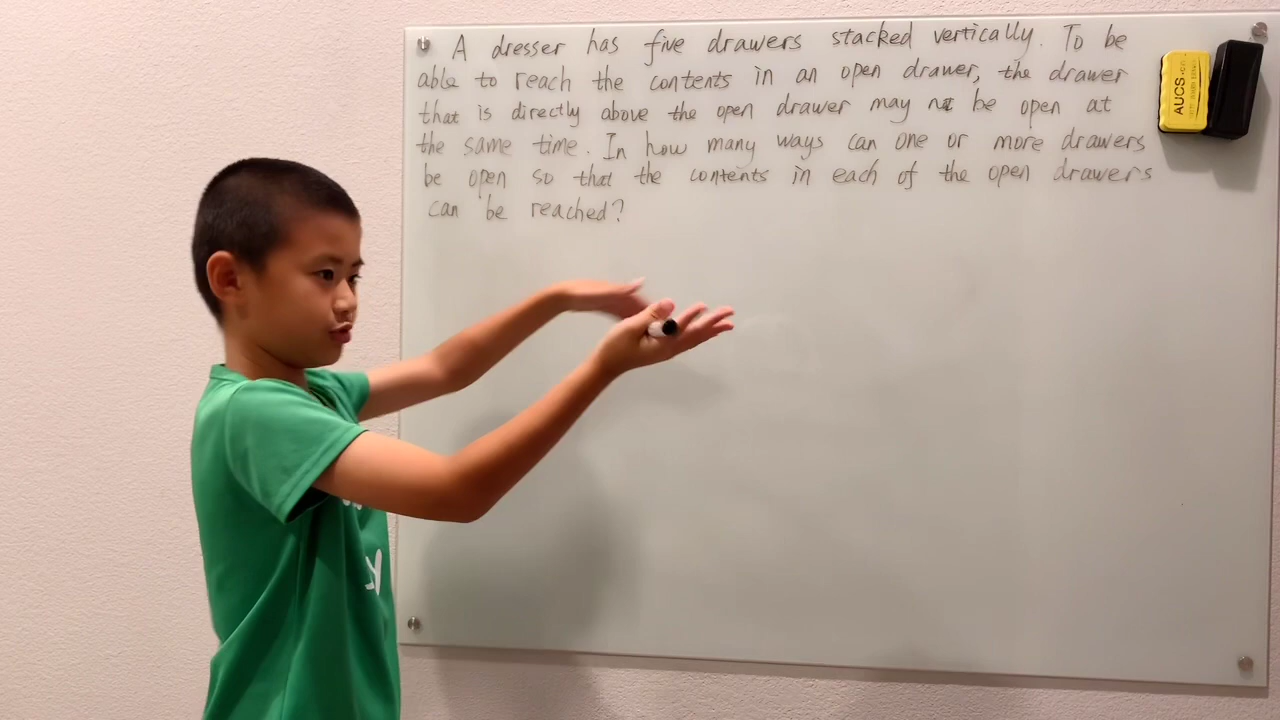 A dresser has five drawers stacked vertically. To be
able to reach the contents in an open drawer, the drawer
that is directly above the open drawer may not be open at
the same time. In how many ways can one or more drawers
be open so that the contents in each of the open drawers
can be reached?
AUCS